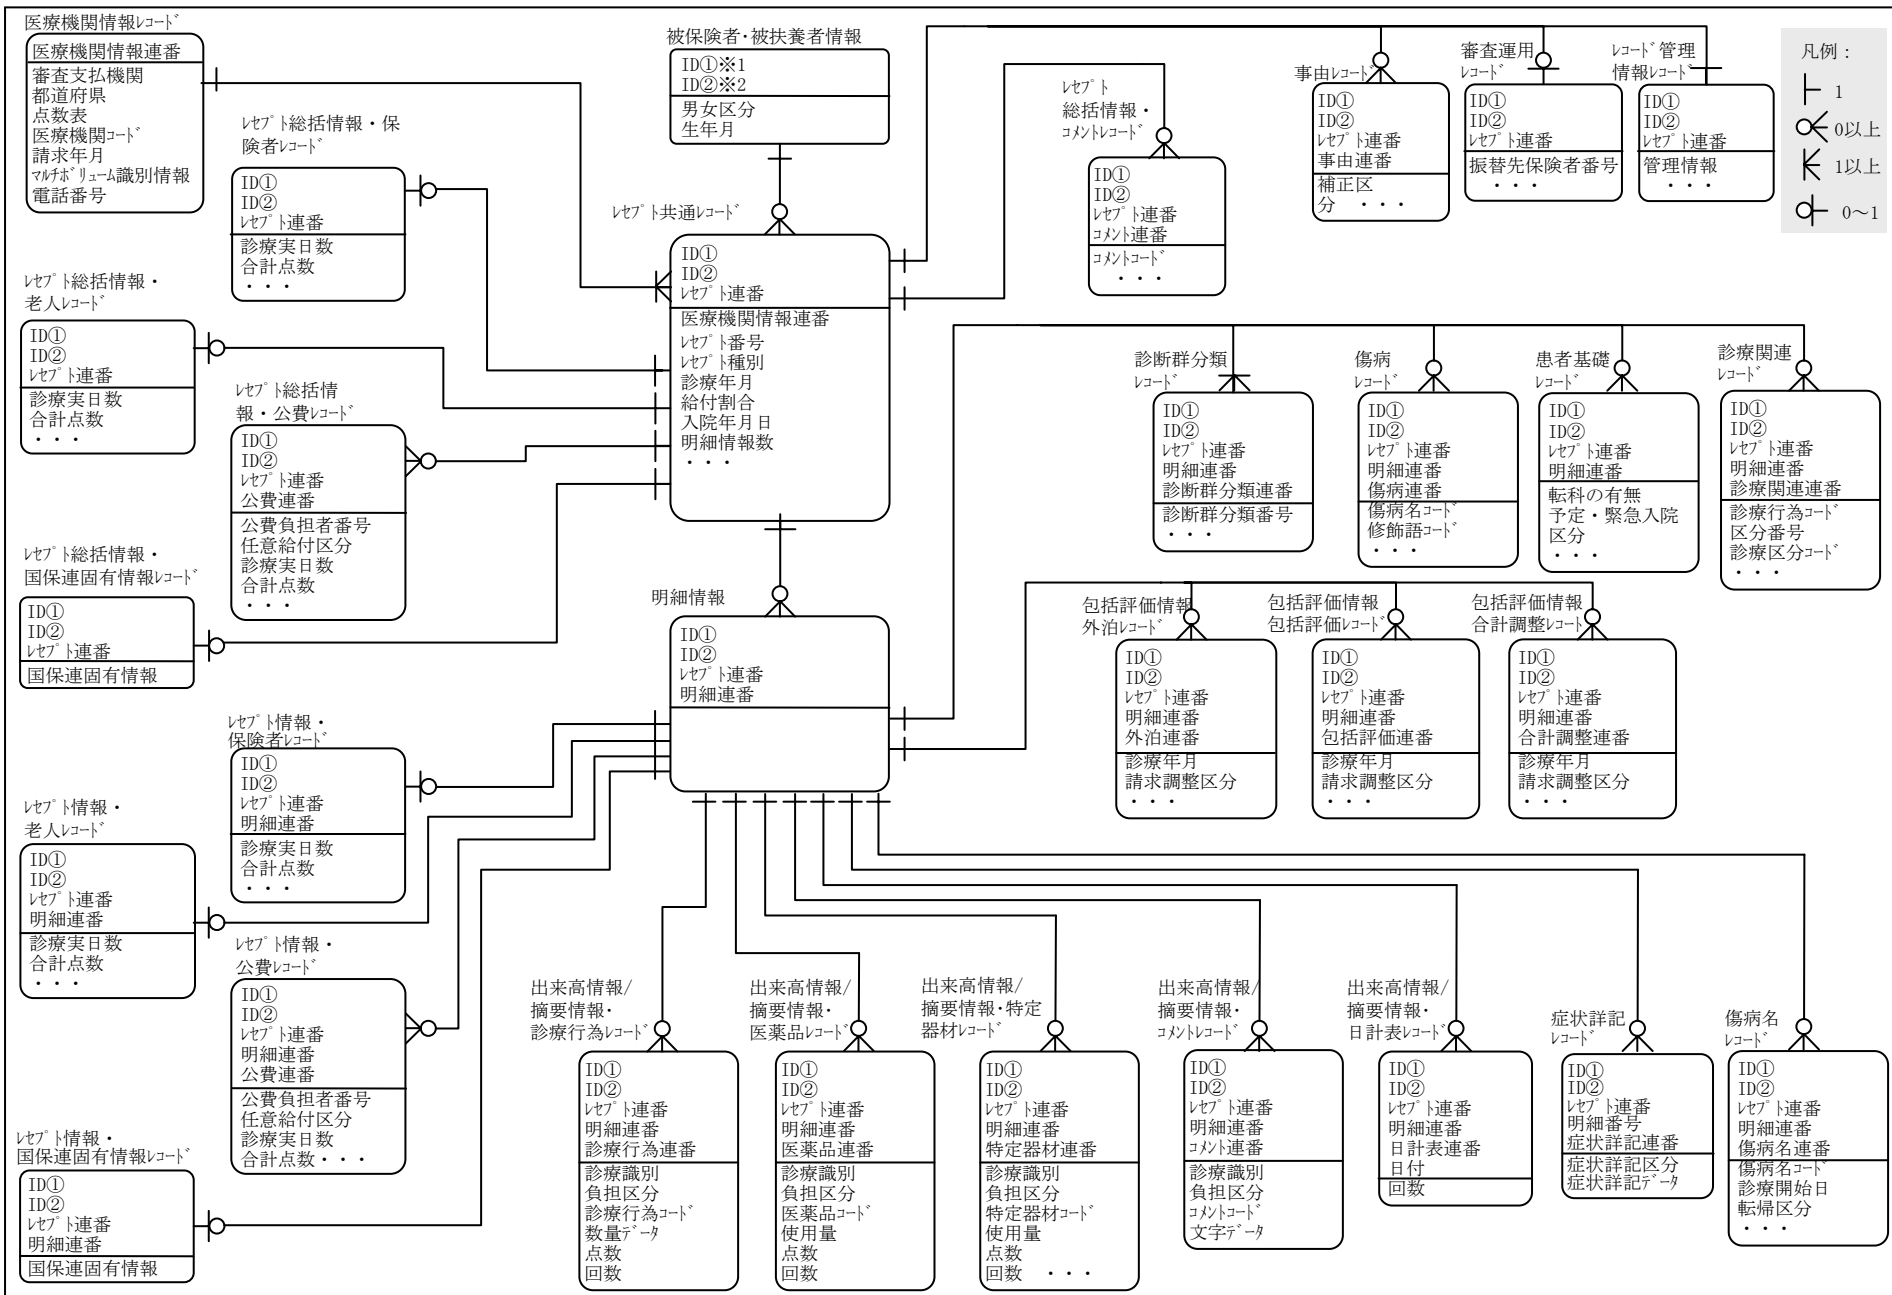 医療機関情報ﾚｺｰﾄﾞ
医療機関情報連番
審査支払機関
都道府県
点数表
医療機関ｺｰﾄﾞ
請求年月
ﾏﾙﾁﾎﾞﾘｭｰﾑ識別情報
電話番号
ﾚｾﾌﾟﾄ総括情報・保
険者ﾚｺｰﾄﾞ
ID①
ID②
ﾚｾﾌﾟﾄ連番
診療実日数
合計点数
・・・
ﾚｾﾌﾟﾄ総括情報・
老人ﾚｺｰﾄﾞ
ID①
ID②
ﾚｾﾌﾟﾄ連番
診療実日数
合計点数
・・・
ﾚｾﾌﾟﾄ総括情
報・公費ﾚｺｰﾄﾞ
ID①
ID②
ﾚｾﾌﾟﾄ連番
公費連番
公費負担者番号
任意給付区分
診療実日数
合計点数
・・・
ﾚｾﾌﾟﾄ総括情報・
国保連固有情報ﾚｺｰﾄﾞ
ID①
ID②
ﾚｾﾌﾟﾄ連番
国保連固有情報
被保険者・被扶養者情報
ID①※1
ID②※2
男女区分
生年月
ﾚｾﾌﾟﾄ共通ﾚｺｰﾄﾞ
ID①
ID②
ﾚｾﾌﾟﾄ連番
医療機関情報連番
ﾚｾﾌﾟﾄ番号
ﾚｾﾌﾟﾄ種別
診療年月
給付割合
入院年月日
明細情報数
・・・
ﾚｾﾌﾟﾄ
総括情報・
ｺﾒﾝﾄﾚｺｰﾄﾞ
ID①
ID②
ﾚｾﾌﾟﾄ連番
ｺﾒﾝﾄ連番
ｺﾒﾝﾄｺｰﾄﾞ
・・・
事由ﾚｺｰﾄﾞ
ID①
ID②
ﾚｾﾌﾟﾄ連番
事由連番
補正区
分 ・・・
審査運用
ﾚｺｰﾄﾞ
ID①
ID②
ﾚｾﾌﾟﾄ連番
振替先保険者番号
・・・
ﾚｺｰﾄﾞ管理
情報ﾚｺｰﾄﾞ
ID①
ID②
ﾚｾﾌﾟﾄ連番
管理情報
・・・
凡例：
1
0以上
1以上
0～1
診断群分類
ﾚｺｰﾄﾞ
ID①
ID②
ﾚｾﾌﾟﾄ連番
明細連番
診断群分類連番
診断群分類番号
・・・
傷病
ﾚｺｰﾄﾞ
ID①
ID②
ﾚｾﾌﾟﾄ連番
明細連番
傷病連番
傷病名ｺｰﾄﾞ
修飾語ｺｰﾄﾞ
・・・
患者基礎
ﾚｺｰﾄﾞ
ID①
ID②
ﾚｾﾌﾟﾄ連番
明細連番
転科の有無
予定・緊急入院
区分
・・・
診療関連
ﾚｺｰﾄﾞ
ID①
ID②
ﾚｾﾌﾟﾄ連番
明細連番
診療関連連番
診療行為ｺｰﾄﾞ
区分番号
診療区分ｺｰﾄﾞ
・・・
明細情報
ID①
ID②
ﾚｾﾌﾟﾄ連番
明細連番
包括評価情報
外泊ﾚｺｰﾄﾞ
ID①
ID②
ﾚｾﾌﾟﾄ連番
明細連番
外泊連番
診療年月
請求調整区分
・・・
包括評価情報
包括評価ﾚｺｰﾄﾞ
ID①
ID②
ﾚｾﾌﾟﾄ連番
明細連番
包括評価連番
診療年月
請求調整区分
・・・
包括評価情報
合計調整ﾚｺｰﾄﾞ
ID①
ID②
ﾚｾﾌﾟﾄ連番
明細連番
合計調整連番
診療年月
請求調整区分
・・・
ﾚｾﾌﾟﾄ情報・
保険者ﾚｺｰﾄﾞ
ID①
ID②
ﾚｾﾌﾟﾄ連番
明細連番
診療実日数
合計点数
・・・
ﾚｾﾌﾟﾄ情報・
老人ﾚｺｰﾄﾞ
ID①
ID②
ﾚｾﾌﾟﾄ連番
明細連番
診療実日数
合計点数
・・・
ﾚｾﾌﾟﾄ情報・
公費ﾚｺｰﾄﾞ
ID①
ID②
ﾚｾﾌﾟﾄ連番
明細連番
公費連番
公費負担者番号
任意給付区分
診療実日数
合計点数・・・
ﾚｾﾌﾟﾄ情報・
国保連固有情報ﾚｺｰﾄﾞ
ID①
ID②
ﾚｾﾌﾟﾄ連番
明細連番
国保連固有情報
出来高情報/
摘要情報・
診療行為ﾚｺｰﾄﾞ
ID①
ID②
ﾚｾﾌﾟﾄ連番
明細連番
診療行為連番
診療識別
負担区分
診療行為ｺｰﾄﾞ
数量ﾃﾞｰﾀ
点数
回数
出来高情報/
摘要情報・
医薬品ﾚｺｰﾄﾞ
ID①
ID②
ﾚｾﾌﾟﾄ連番
明細連番
医薬品連番
診療識別
負担区分
医薬品ｺｰﾄﾞ
使用量
点数
回数
出来高情報/
摘要情報・特定
器材ﾚｺｰﾄﾞ
ID①
ID②
ﾚｾﾌﾟﾄ連番
明細連番
特定器材連番
診療識別
負担区分
特定器材ｺｰﾄﾞ
使用量
点数
回数 ・・・
出来高情報/
摘要情報・
ｺﾒﾝﾄﾚｺｰﾄﾞ
ID①
ID②
ﾚｾﾌﾟﾄ連番
明細連番
ｺﾒﾝﾄ連番
診療識別
負担区分
ｺﾒﾝﾄｺｰﾄﾞ
文字ﾃﾞｰﾀ
出来高情報/
摘要情報・
日計表ﾚｺｰﾄﾞ
ID①
ID②
ﾚｾﾌﾟﾄ連番
明細連番
日計表連番
日付
回数
症状詳記
ﾚｺｰﾄﾞ
ID①
ID②
ﾚｾﾌﾟﾄ連番
明細番号
症状詳記連番
症状詳記区分
症状詳記ﾃﾞｰﾀ
傷病名
ﾚｺｰﾄﾞ
ID①
ID②
ﾚｾﾌﾟﾄ連番
明細連番
傷病名連番
傷病名ｺｰﾄﾞ
診療開始日
転帰区分
・・・